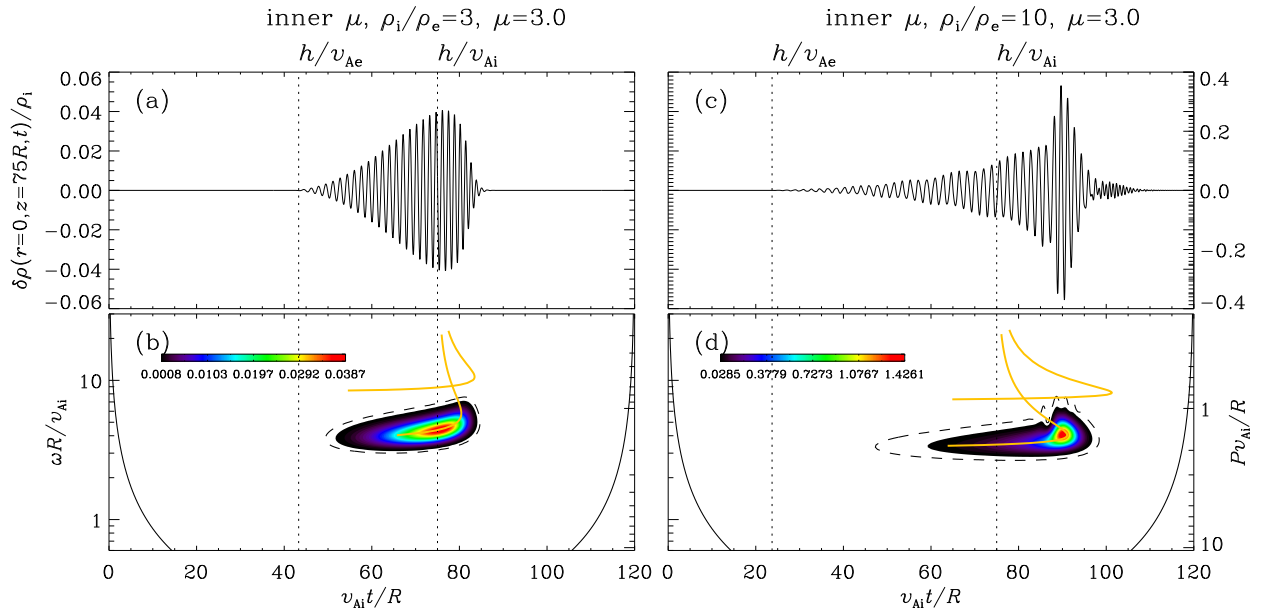 inner μ, ρi/ρe=3, μ=3.0
inner μ, ρi/ρe=10, μ=3.0
h/vAe
h/vAi
h/vAe
h/vAi
(a)
(c)
δρ(r=0,z=75R,t)/ρi
0.06
0.04
0.02
0.00
−0.02
−0.04
−0.06
0.4
0.2
0.0
−0.2
−0.4
(b)
0.0008 0.0103 0.0197 0.0292 0.0387
(d)
0.0285 0.3779 0.7273 1.0767 1.4261
ωR/vAi
10
1
PvAi/R
1
10
0 20 40 60 80 100 120
0 20 40 60 80 100 120
vAit/R
vAit/R